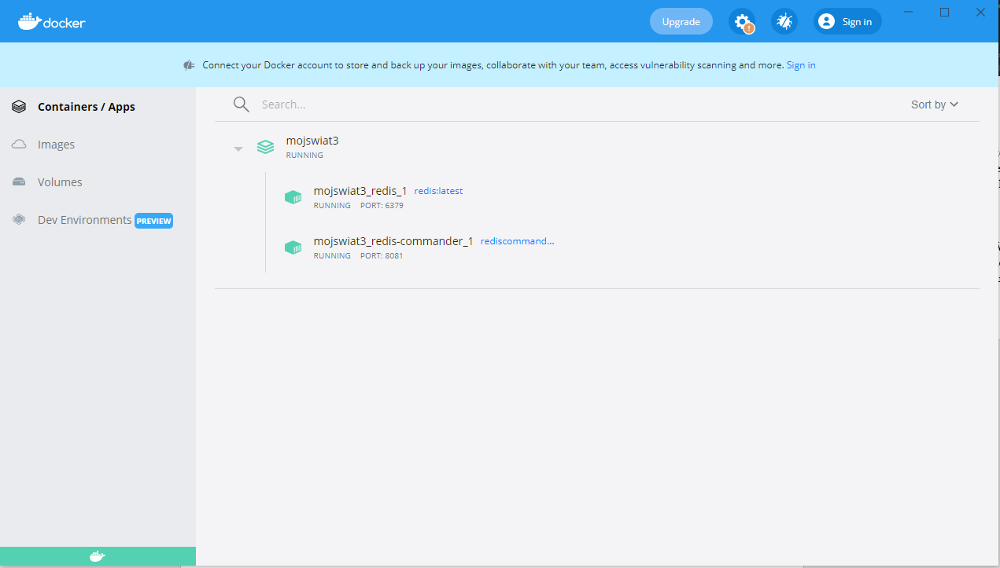 docker
Upgrade
Sign in
Connect your Docker account to store and back up your images, collaborate with your team, access vulnerability scanning and more. Sign in
Containers / Apps
Images
Volumes
Dev Environments PREVIEW
Search...
Sort by
mojswiat3
RUNNING
mojswiat3_redis_1 redis:latest
RUNNING PORT: 6379
mojswiat3_redis-commander_1 rediscommand...
RUNNING PORT: 8081